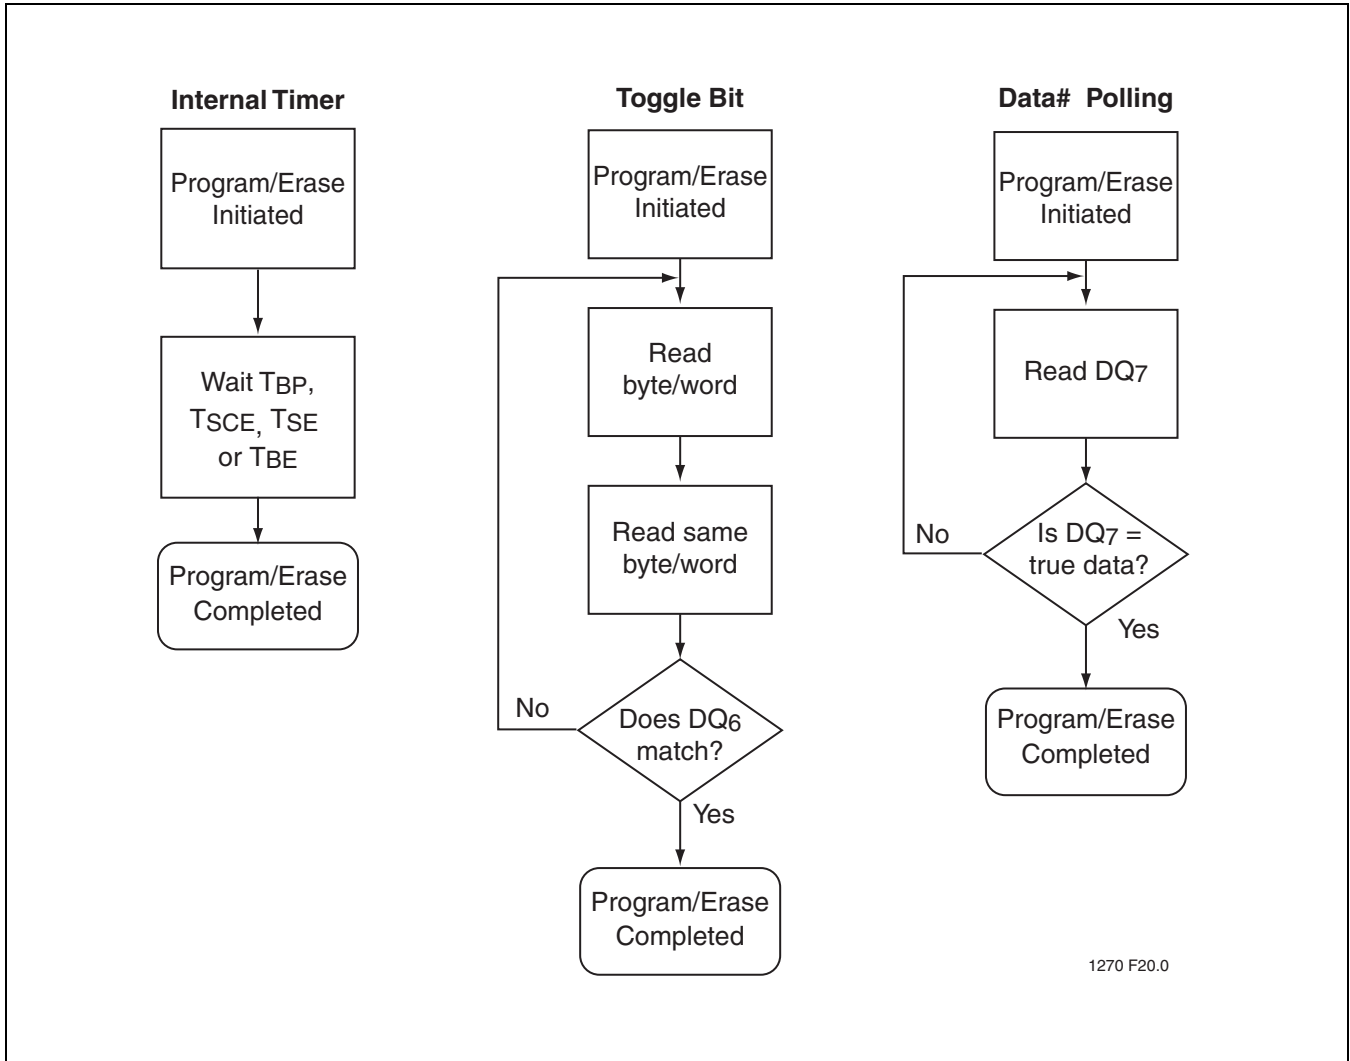 Internal Timer
Program/Erase
Initiated
Wait TBP,
TSCE, TSE
or TBE
Program/Erase
Completed
Toggle Bit
Program/Erase
Initiated
Read
byte/word
Read same
byte/word
Does DQ6
match?
No
Yes
Program/Erase
Completed
Data# Polling
Program/Erase
Initiated
Read DQ7
Is DQ7 =
true data?
No
Yes
Program/Erase
Completed
1270 F20.0